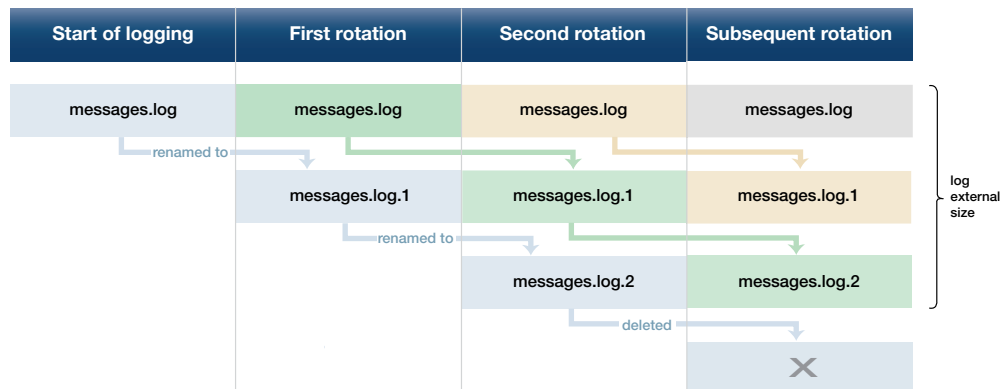 Start of logging First rotation Second rotation Subsequent rotation
messages.log messages.log messages.log messages.log
renamed to
messages.log.1 messages.log.1 messages.log.1
log
external
size
renamed to
messages.log.2 messages.log.2
deleted
X